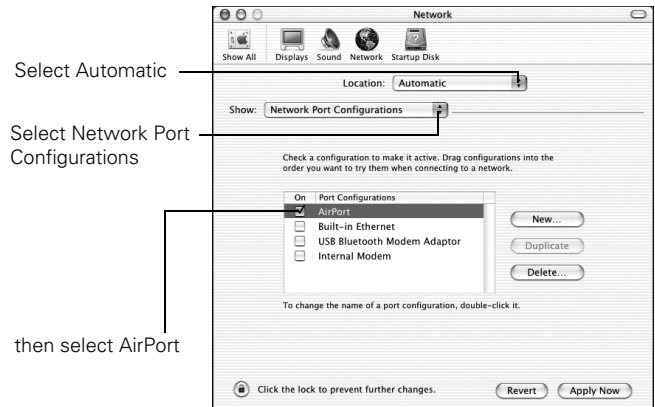 Network
Show All Displays Sound Network Startup Disk
Select Automatic
Location: Automatic
Show: Network Port Configurations
Select Network Port
Configurations
Check a configuration to make it active. Drag configurations into the
order you want to try them when connecting to a network.
On Port Configurations
AirPort
Built-in Ethernet
USB Bluetooth Modem Adaptor
Internal Modem
New...
Duplicate
Delete...
To change the name of a port configuration, double-click it.
then select AirPort
Click the lock to prevent further changes.
Revert Apply Now